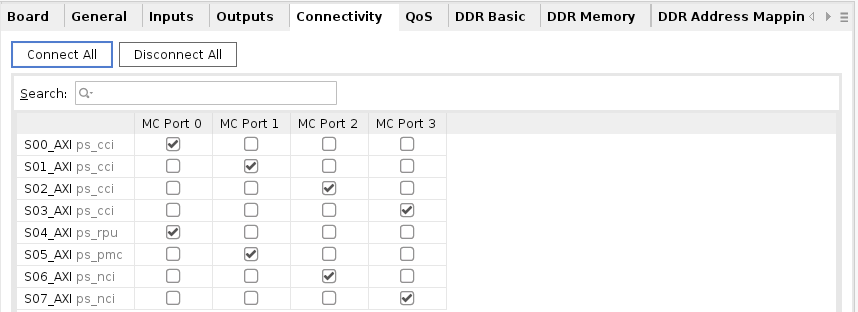 Board General Inputs Outputs Connectivity QoS DDR Basic DDR Memory DDR Address Mappin
Connect All Disconnect All
Search:
MC Port 0 MC Port 1 MC Port 2 MC Port 3
S00_AXI ps_cci
S01_AXI ps_cci
S02_AXI ps_cci
S03_AXI ps_cci
S04_AXI ps_rpu
S05_AXI ps_pmc
S06_AXI ps_nci
S07_AXI ps_nci